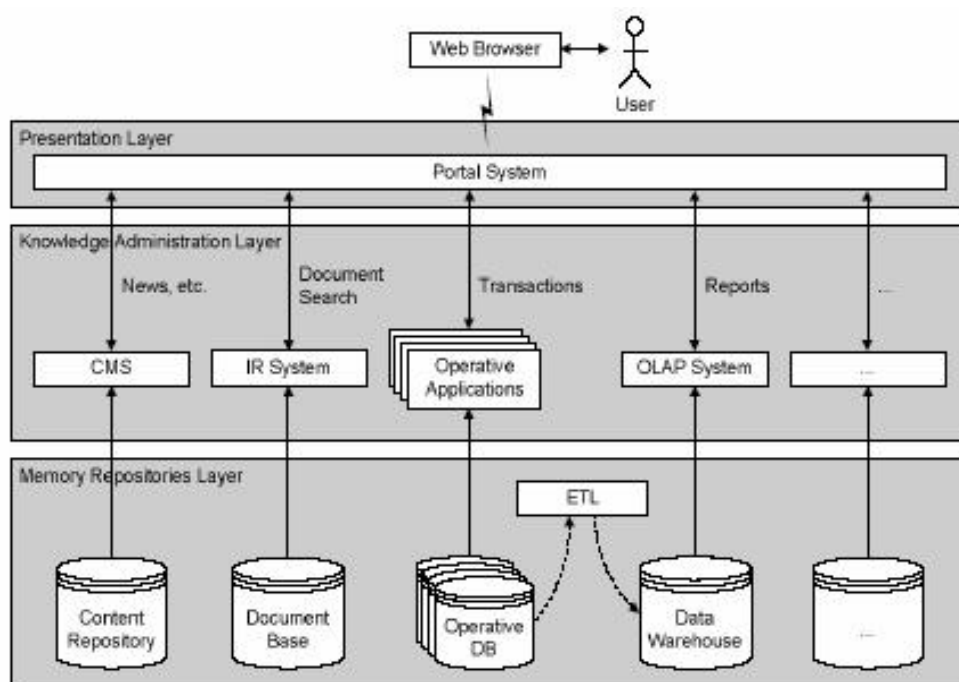 Web Browser
User
Presentation Layer
Portal System
Knowledge Administration Layer
News, etc.
Document
Search
Transactions
Reports
...
CMS
IR System
Operative
Applications
OLAP System
...
Memory Repositories Layer
ETL
Content
Repository
Document
Base
Operative
DB
Data
Warehouse
...